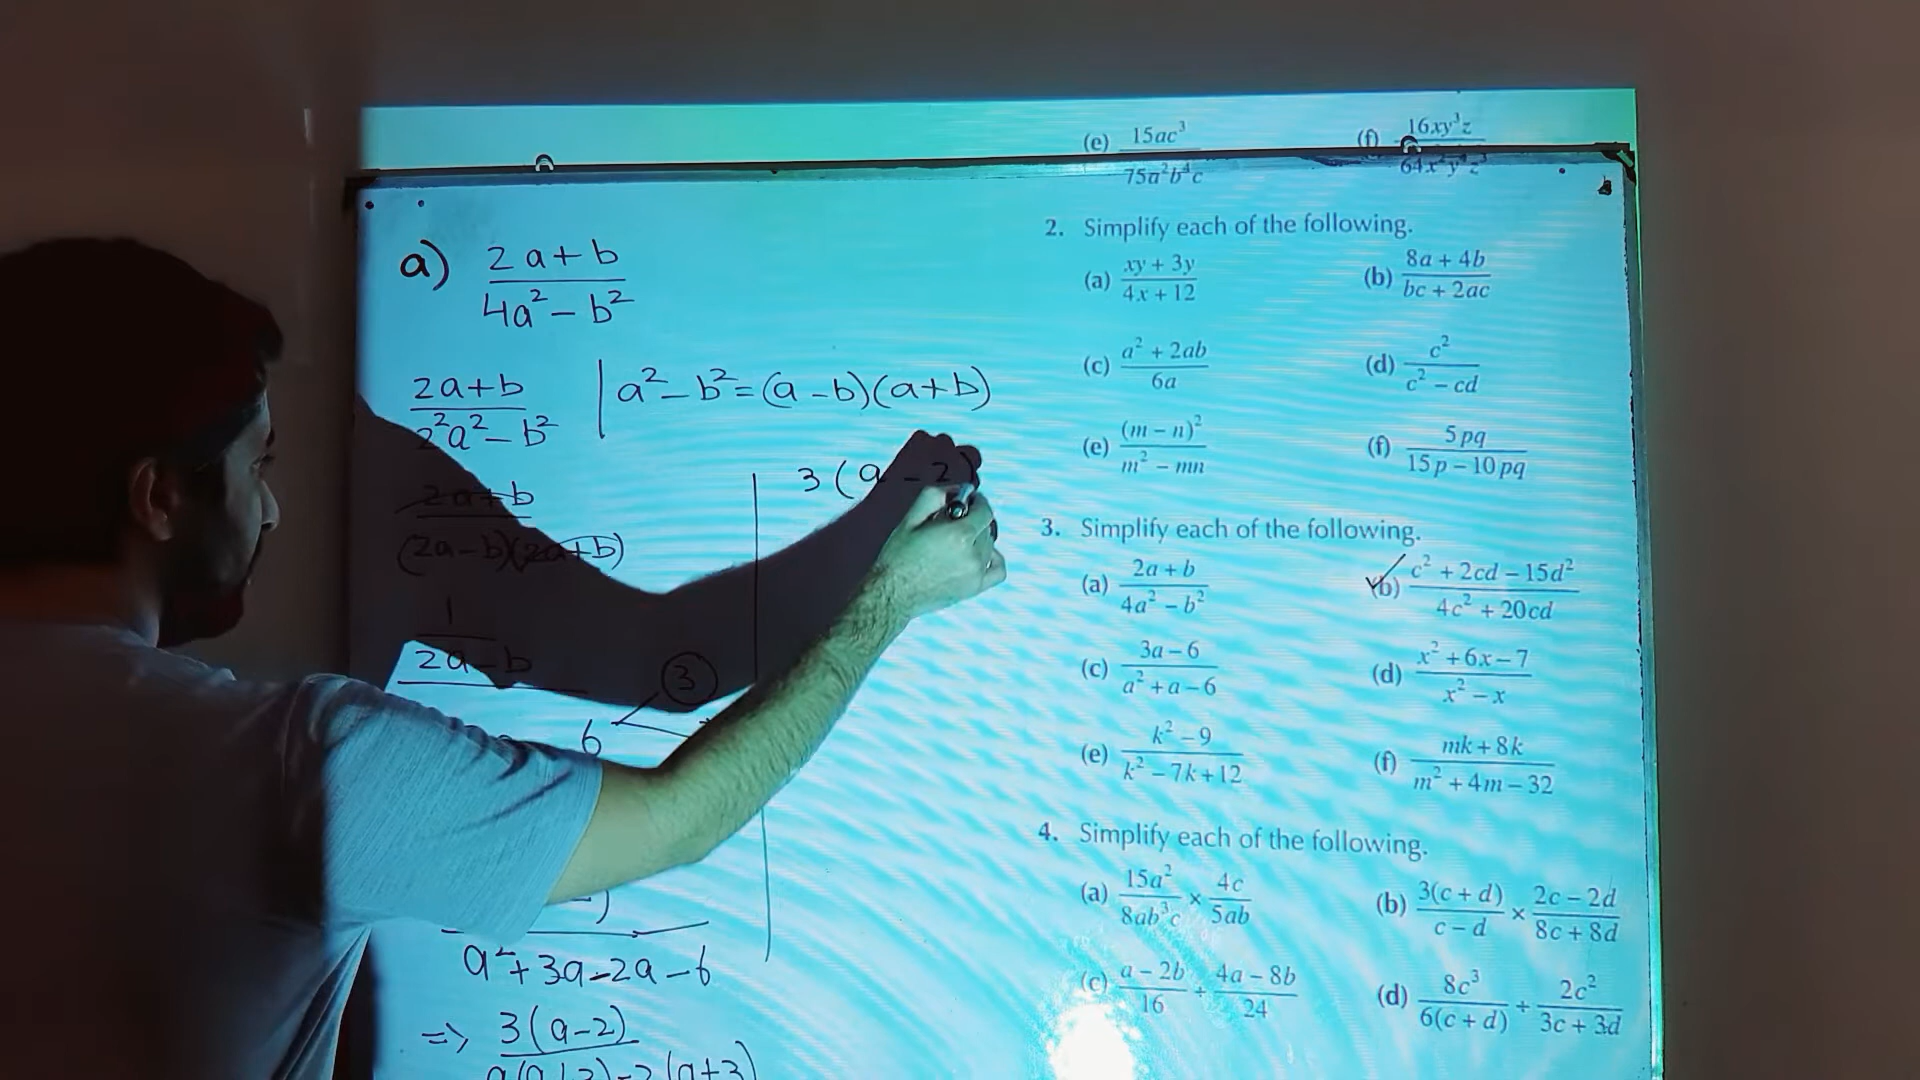 (e) 15ac³ / 75a²b⁴c (f) 16xy³z / 64x²y⁴z³
a) 2a+b / 4a² − b²
2a+b / 2²a² − b² | a² − b² = (a − b)(a + b)
2a+b / (2a − b)(2a+b)
1 / 2a − b
6 3
a² + 3a − 2a − 6
=> 3(a−2) / a(a+3) − 2(a+3)
3(a − 2)
2. Simplify each of the following.
(a) xy + 3y / 4x + 12 (b) 8a + 4b / bc + 2ac
(c) a² + 2ab / 6a (d) c² / c² − cd
(e) (m − n)² / m² − mn (f) 5pq / 15p − 10pq
3. Simplify each of the following.
(a) 2a + b / 4a² − b² (b) c² + 2cd − 15d² / 4c² + 20cd
(c) 3a − 6 / a² + a − 6 (d) x² + 6x − 7 / x² − x
(e) k² − 9 / k² − 7k + 12 (f) mk + 8k / m² + 4m − 32
4. Simplify each of the following.
(a) 15a² / 8ab³c × 4c / 5ab (b) 3(c + d) / c − d × 2c − 2d / 8c + 8d
(c) a − 2b / 16 ÷ 4a − 8b / 24 (d) 8c³ / 6(c + d) ÷ 2c² / 3c + 3d